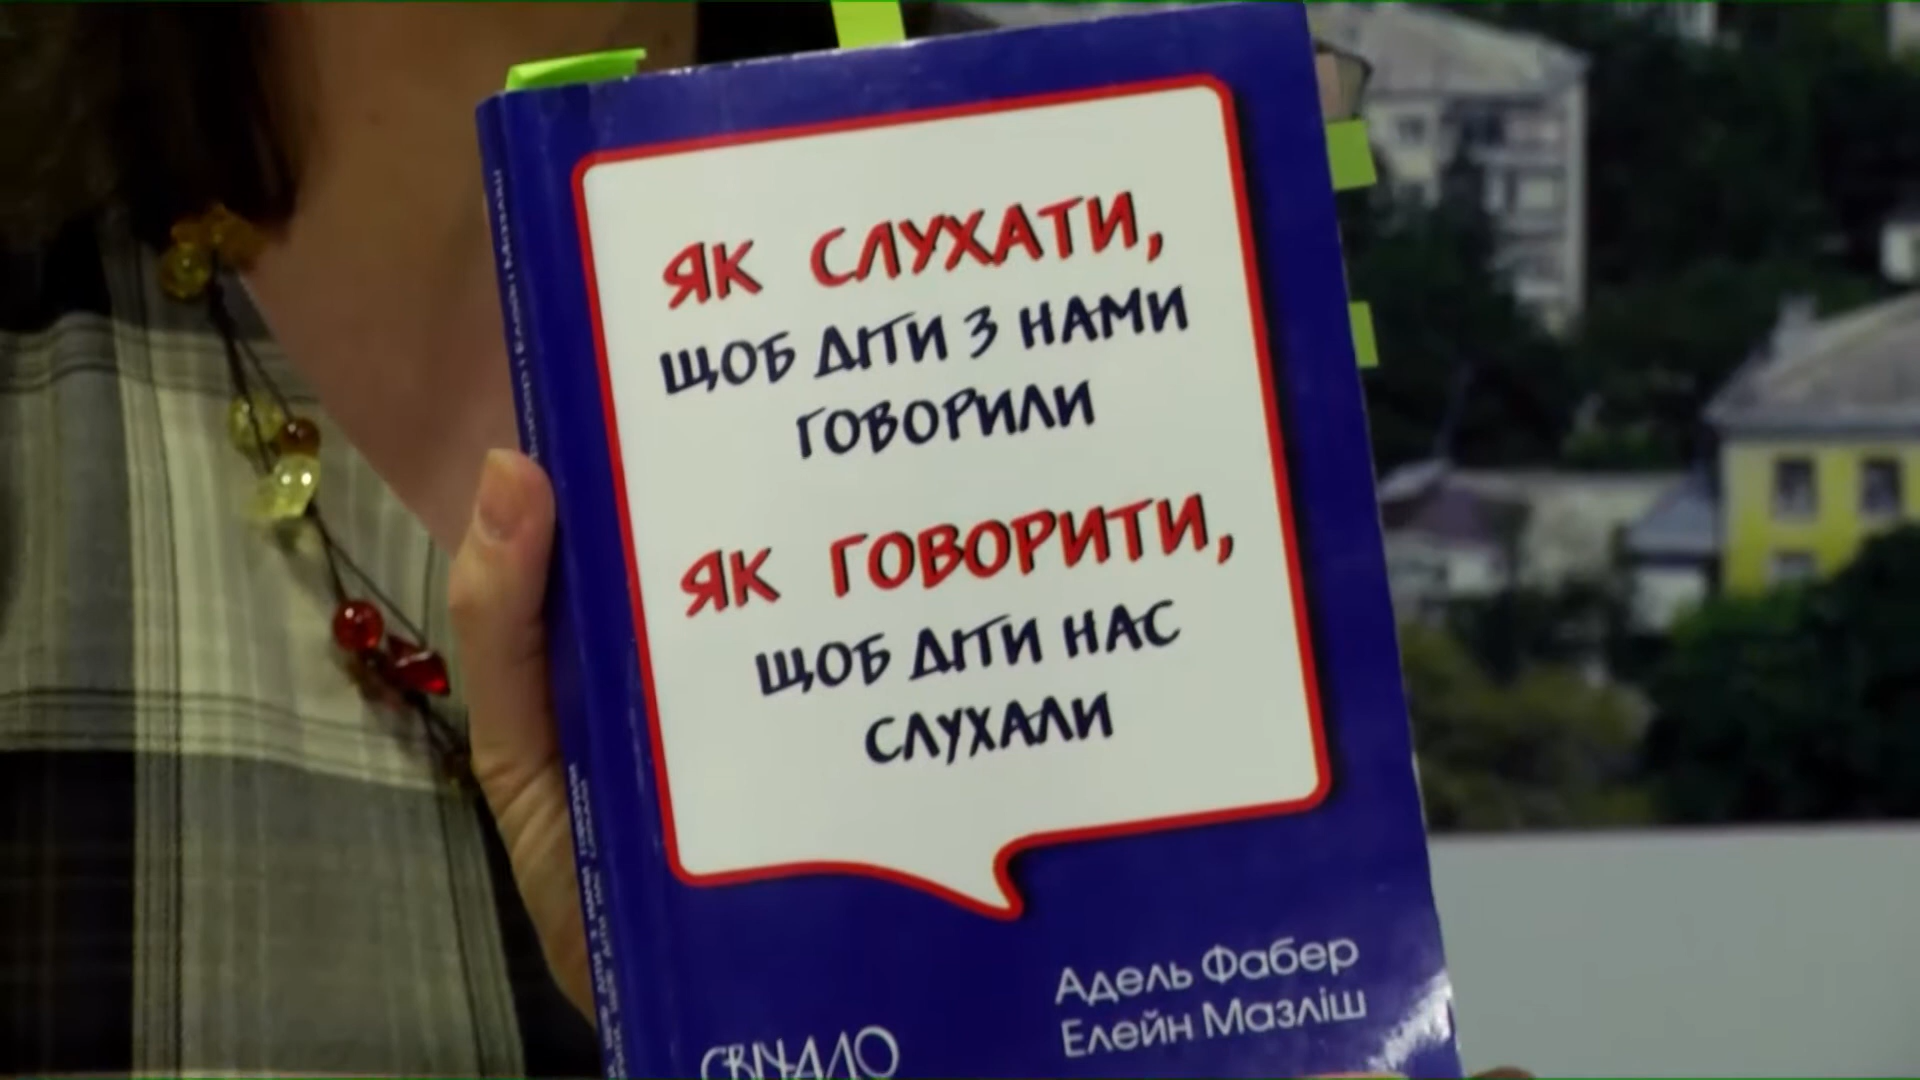 ЯК СЛУХАТИ,
ЩОБ ДІТИ З НАМИ
ГОВОРИЛИ
ЯК ГОВОРИТИ,
ЩОБ ДІТИ НАС
СЛУХАЛИ
Адель Фабер
Елейн Мазліш
СВІЧАДО